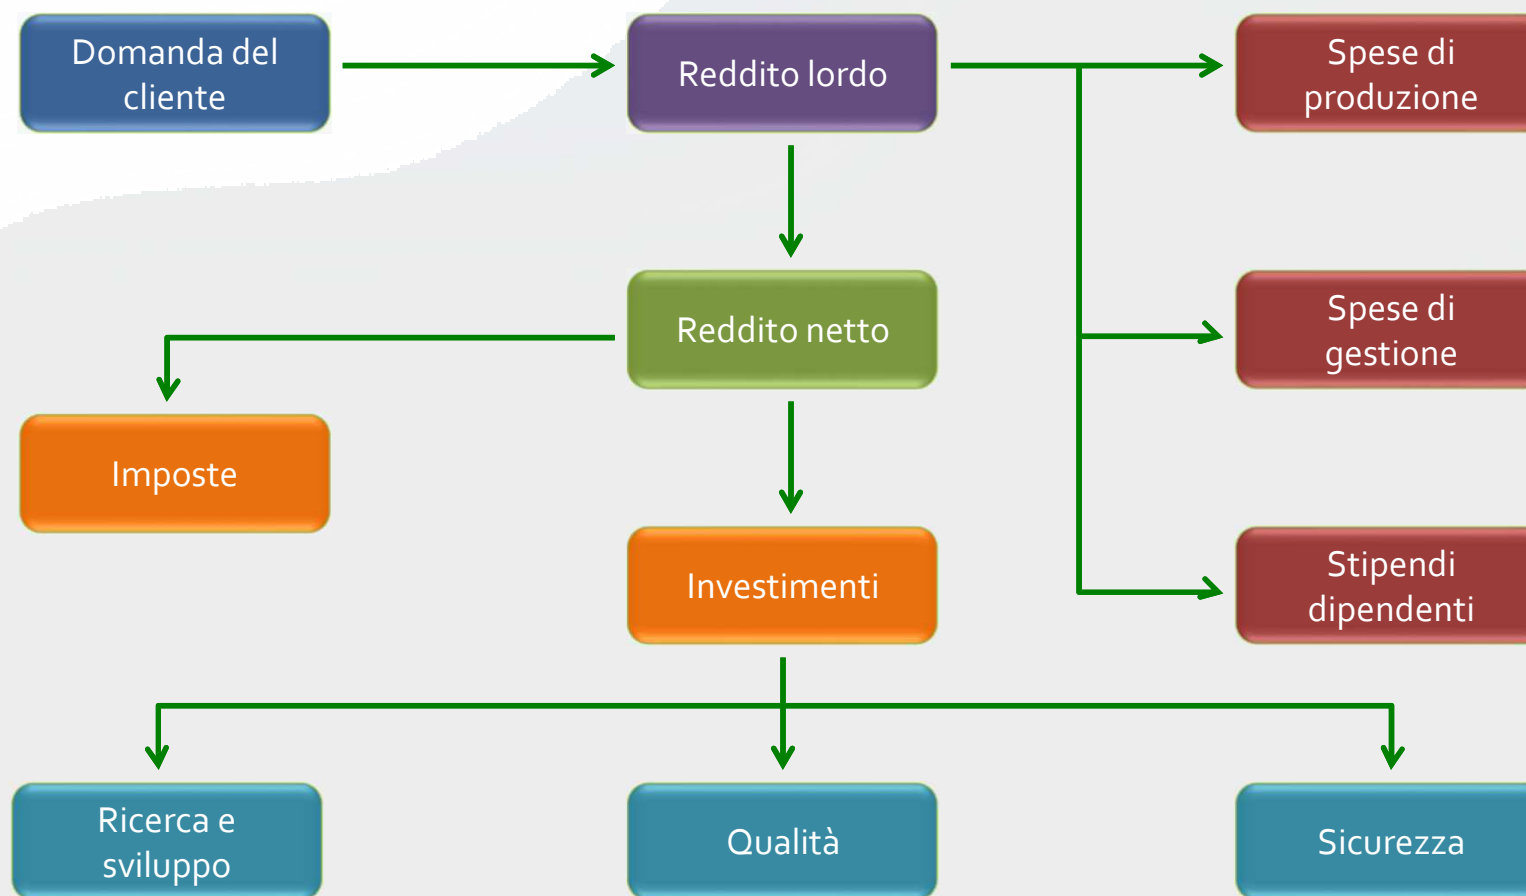 Domanda del
cliente
Reddito lordo
Spese di
produzione
Reddito netto
Spese di
gestione
Imposte
Investimenti
Stipendi
dipendenti
Ricerca e
sviluppo
Qualità
Sicurezza